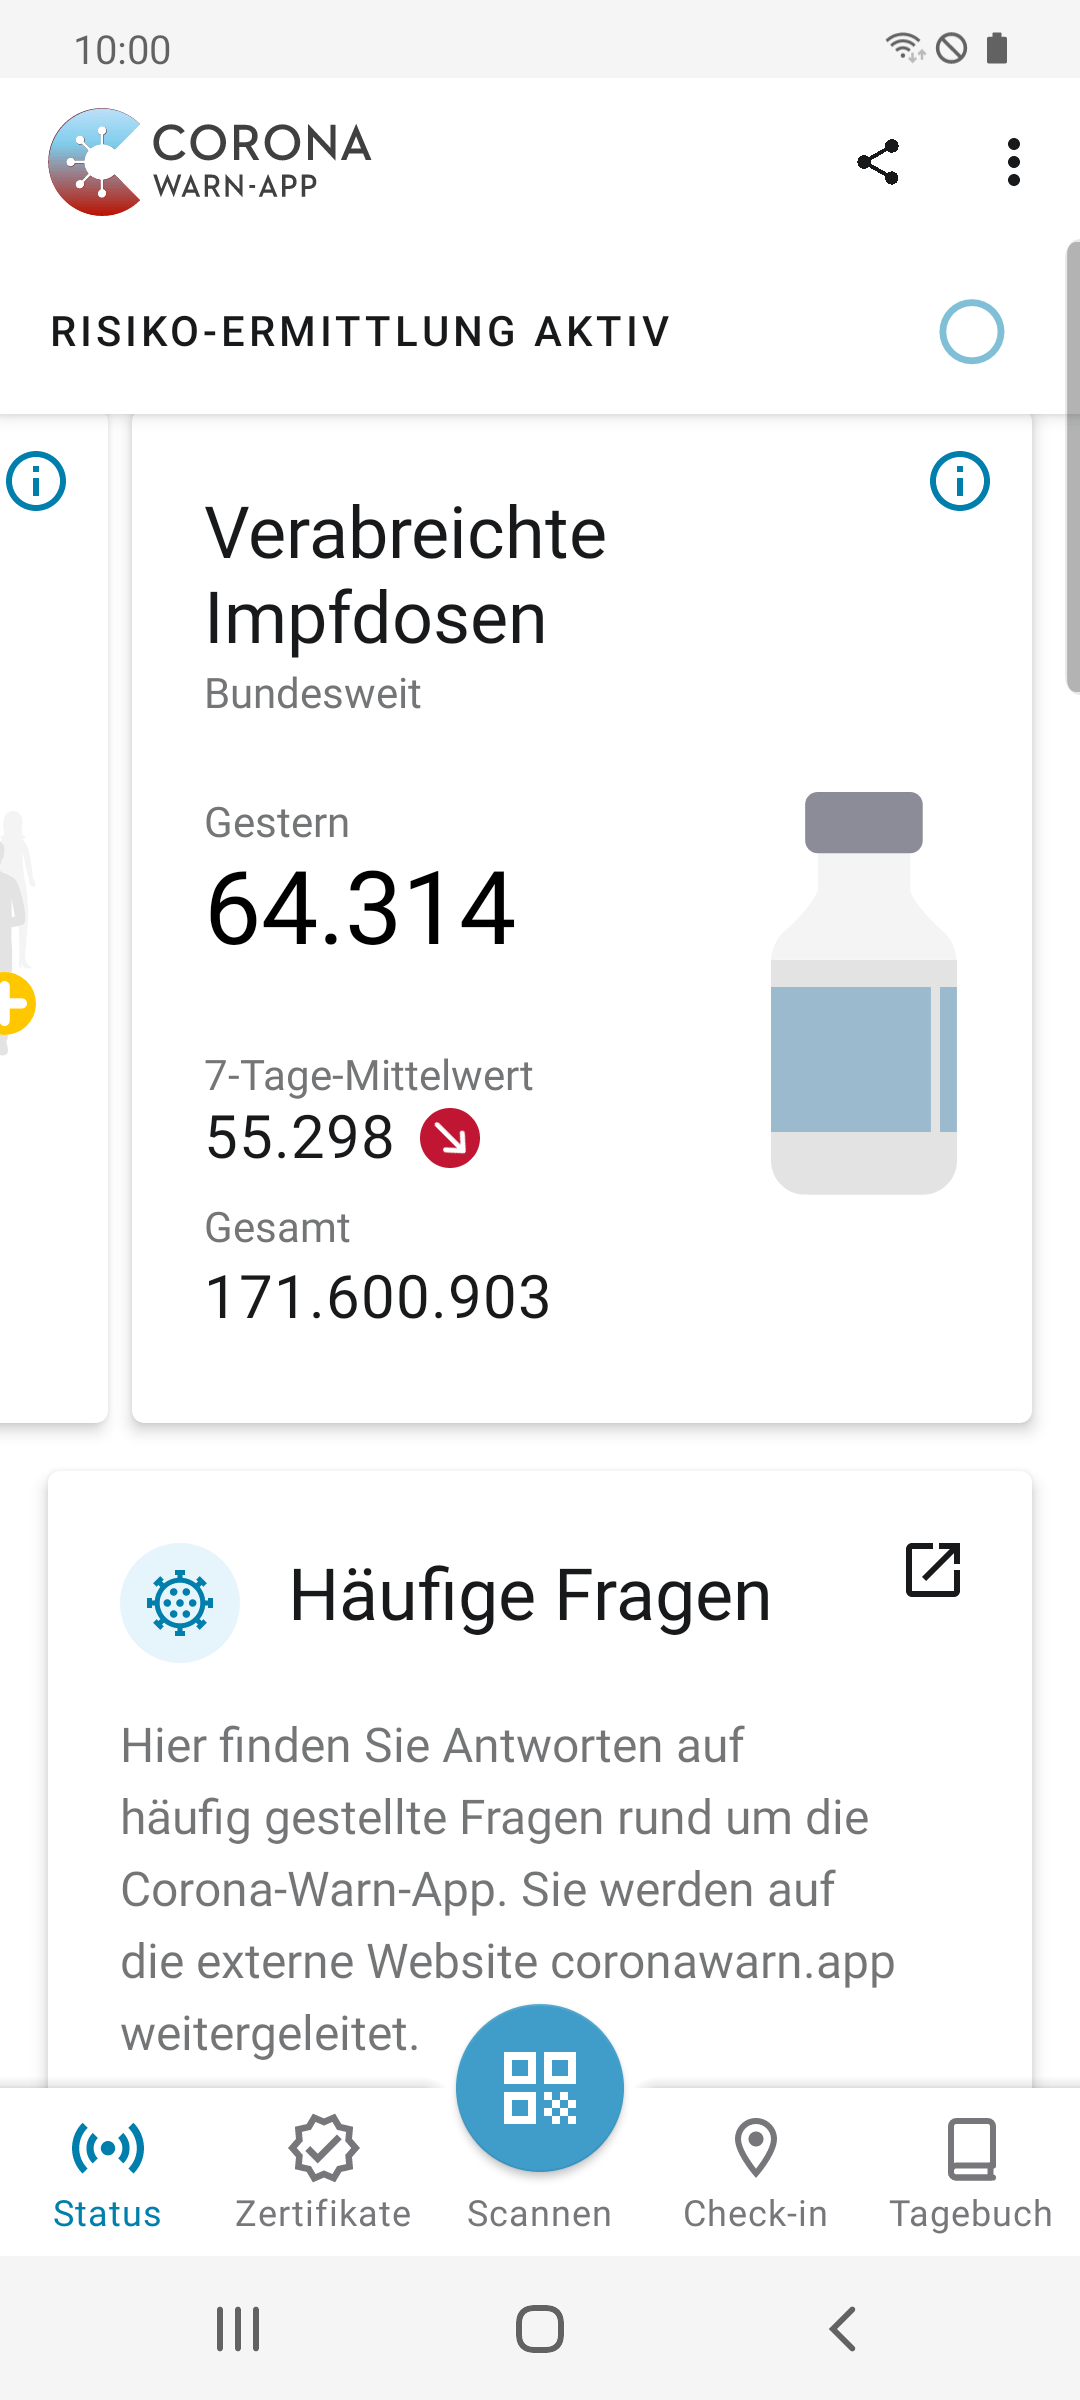 10:00
CORONA
WARN-APP
RISIKO-ERMITTLUNG AKTIV
Verabreichte
Impfdosen
Bundesweit
Gestern
64.314
7-Tage-Mittelwert
55.298
Gesamt
171.600.903
Häufige Fragen
Hier finden Sie Antworten auf
häufig gestellte Fragen rund um die
Corona-Warn-App. Sie werden auf
die externe Website coronawarn.app
weitergeleitet.
Status
Zertifikate
Scannen
Check-in
Tagebuch